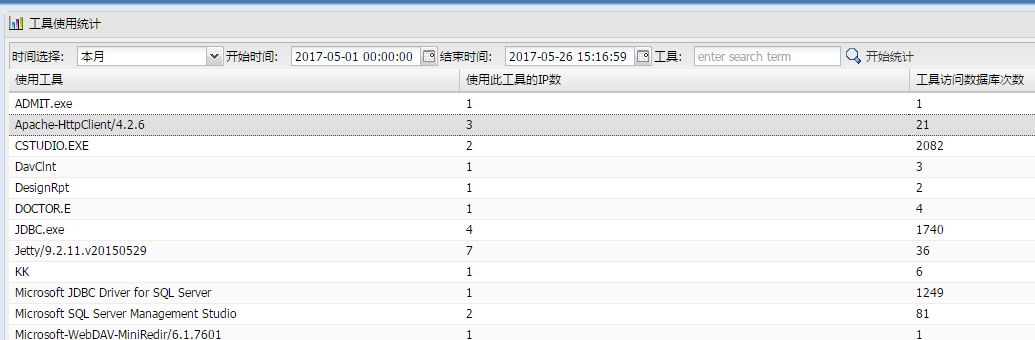 工具使用统计
时间选择: 本月 开始时间: 2017-05-01 00:00:00 结束时间: 2017-05-26 15:16:59 工具: enter search term 开始统计
使用工具 使用此工具的IP数 工具访问数据库次数
ADMIT.exe 1 1
Apache-HttpClient/4.2.6 3 21
CSTUDIO.EXE 2 2082
DavClnt 1 3
DesignRpt 1 2
DOCTOR.E 1 4
JDBC.exe 4 1740
Jetty/9.2.11.v20150529 7 36
KK 1 6
Microsoft JDBC Driver for SQL Server 1 1249
Microsoft SQL Server Management Studio 2 81
Microsoft-WebDAV-MiniRedir/6.1.7601 1 1